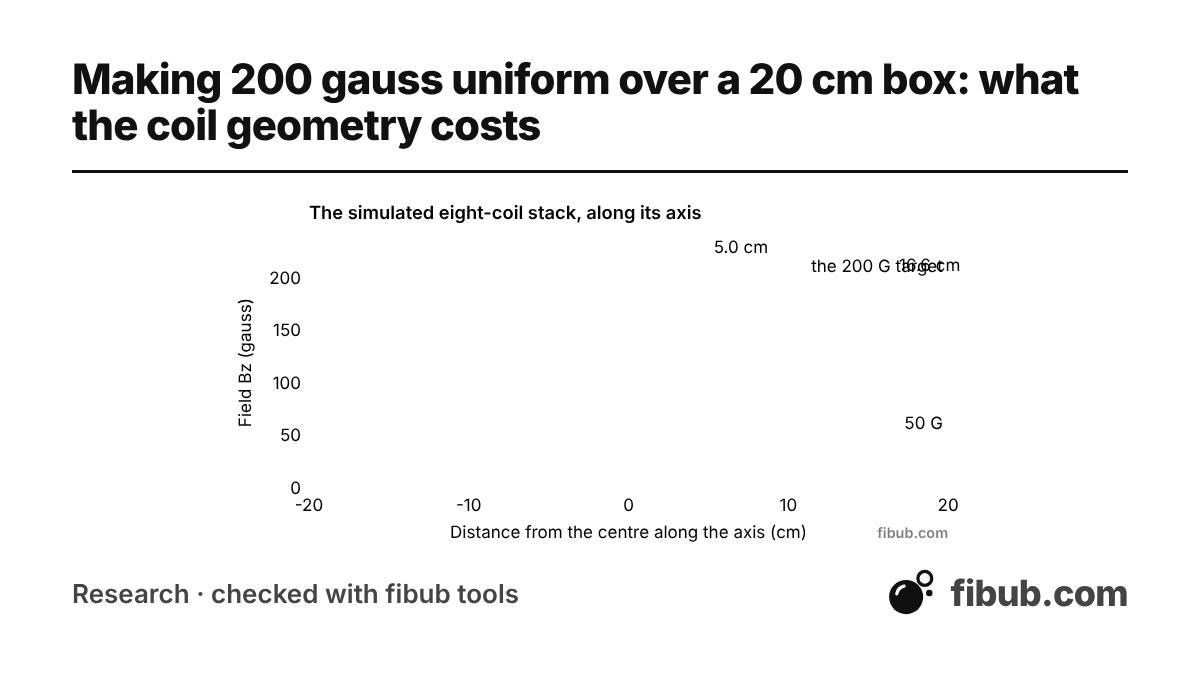 Making 200 gauss uniform over a 20 cm box: what
the coil geometry costs
The simulated eight-coil stack, along its axis
5.0 cm
the 200 G target
16.6 cm
200
150
100
50
0
Field Bz (gauss)
50 G
-20
-10
0
10
20
Distance from the centre along the axis (cm)
fibub.com
Research · checked with fibub tools
fibub.com